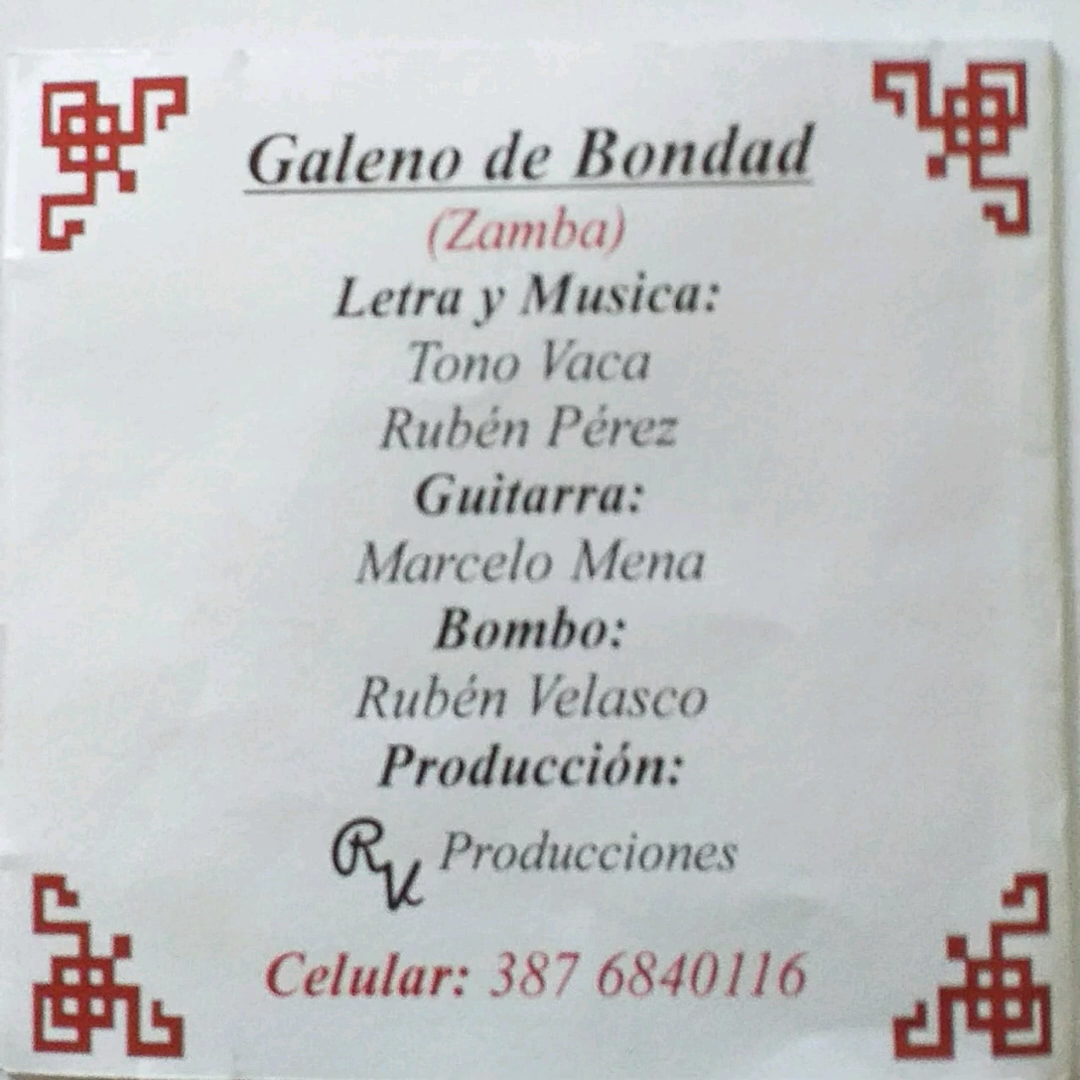 Galeno de Bondad
(Zamba)
Letra y Musica:
Tono Vaca
Rubén Pérez
Guitarra:
Marcelo Mena
Bombo:
Rubén Velasco
Producción:
RV Producciones
Celular: 387 6840116